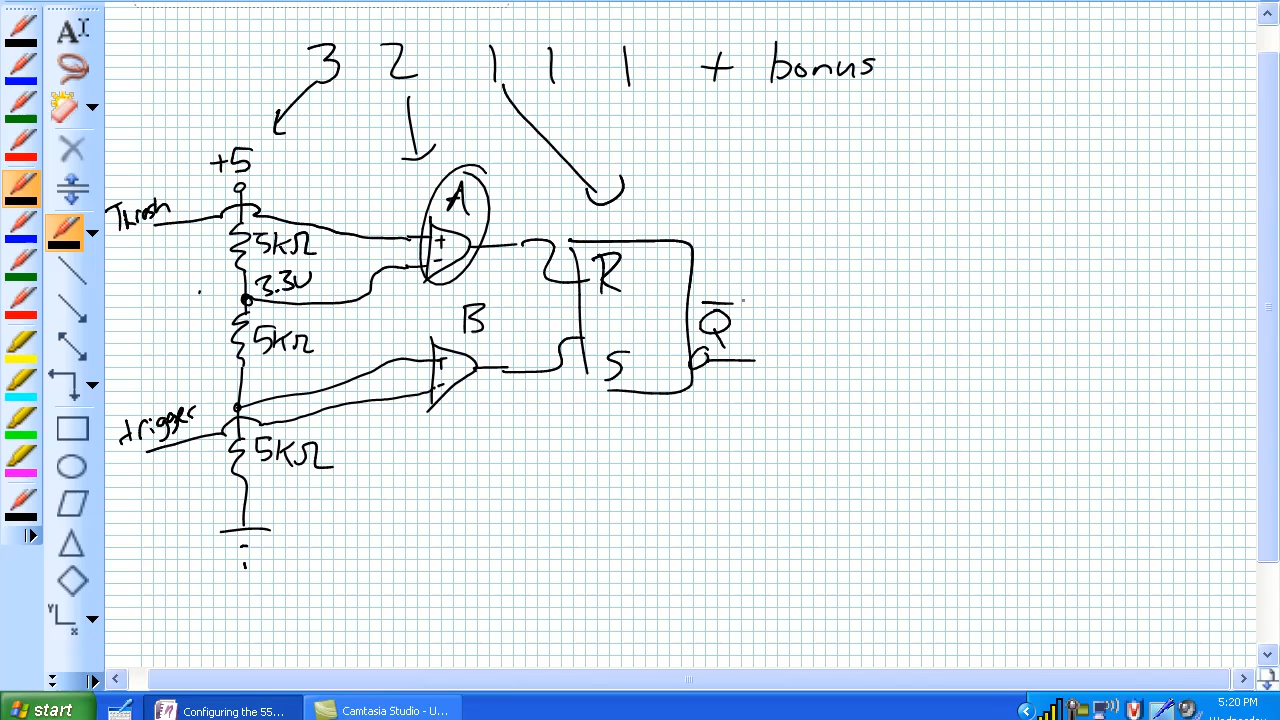 3 2 1 1 1 + bonus
+5
A
Thresh
5KΩ
+
-
R
3.3V
B
Q
5KΩ
+
-
S
trigger
5KΩ
start
Configuring the 55...
Camtasia Studio - U...
5:20 PM